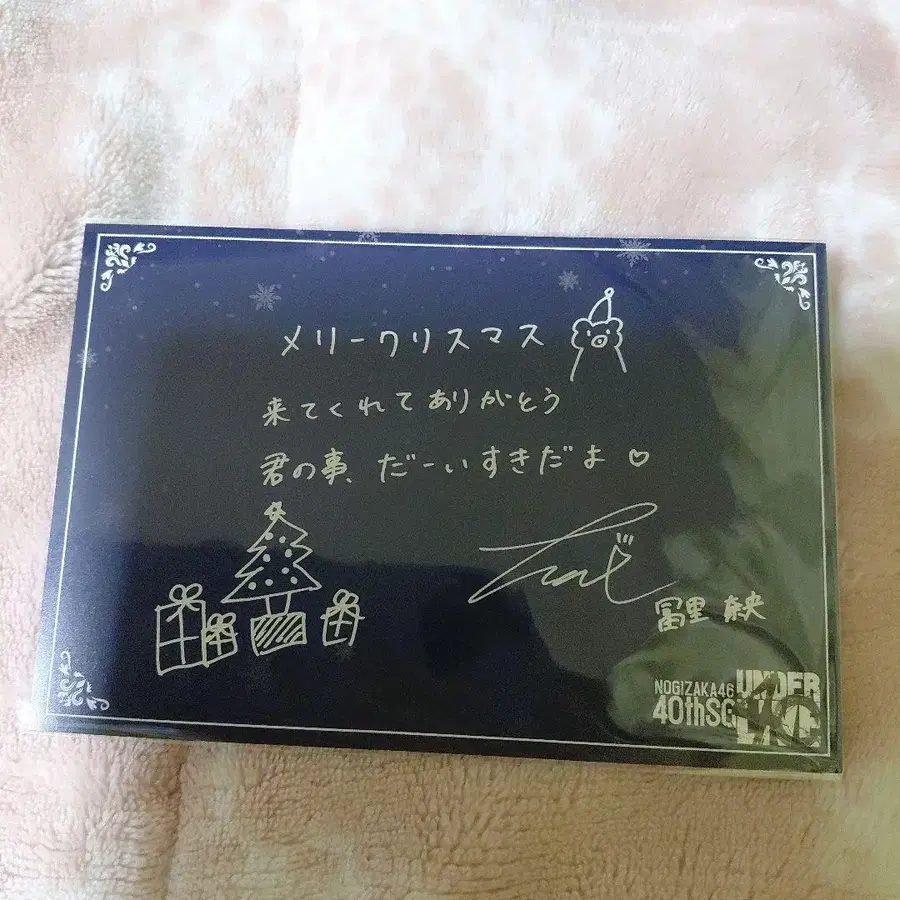 メリークリスマス
来てくれてありがとう
君の事、だーいすきだよ♡
冨里 奈央
NOGIZAKA46
40thSG
UNDER
LIVE